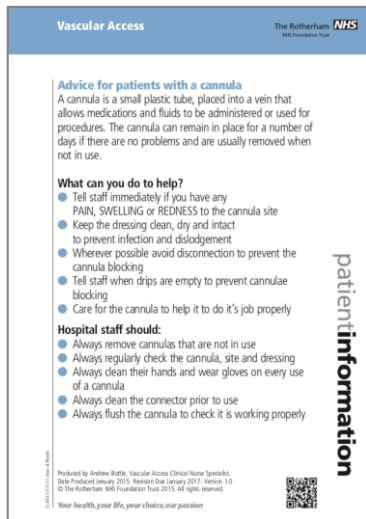 Vascular Access
The Rotherham NHS
NHS Foundation Trust
Advice for patients with a cannula
A cannula is a small plastic tube, placed into a vein that
allows medications and fluids to be administered or used for
procedures. The cannula can remain in place for a number of
days if there are no problems and are usually removed when
not in use.
What can you do to help?
Tell staff immediately if you have any
PAIN, SWELLING or REDNESS to the cannula site
Keep the dressing clean, dry and intact
to prevent infection and dislodgement
Wherever possible avoid disconnection to prevent the
cannula blocking
Tell staff when drips are empty to prevent cannulae
blocking
Care for the cannula to help it to do it's job properly
Hospital staff should:
Always remove cannulas that are not in use
Always regularly check the cannula, site and dressing
Always clean their hands and wear gloves on every use
of a cannula
Always clean the connector prior to use
Always flush the cannula to check it is working properly
patientinformation
Produced by Andrew Buttle, Vascular Access Clinical Nurse Specialist.
Date Produced January 2015. Revision Due January 2017. Version 1.0
© The Rotherham NHS Foundation Trust 2015. All rights reserved.
Your health, your life, your choice, our passion